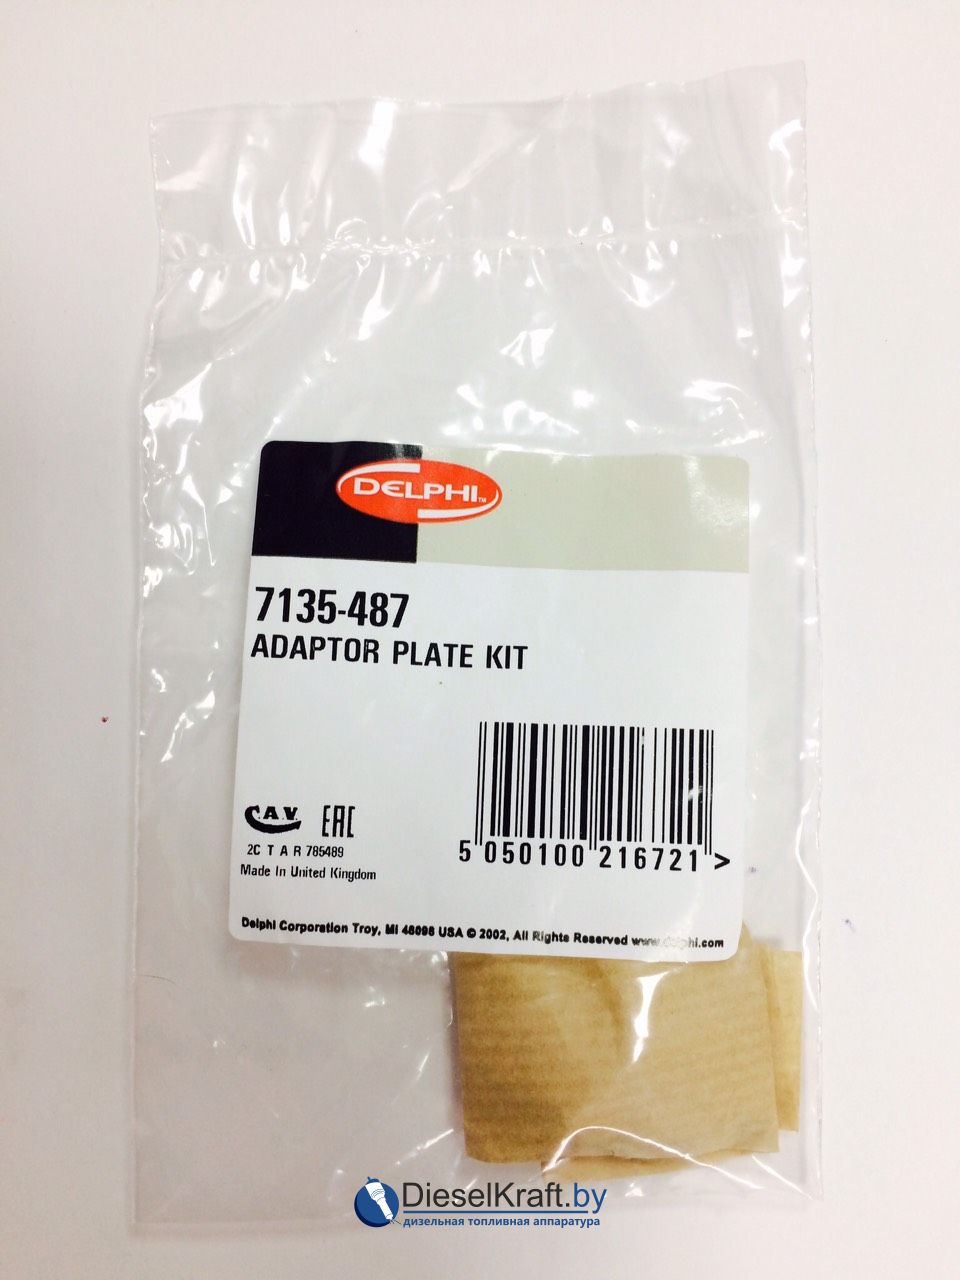 DELPHI™
7135-487
ADAPTOR PLATE KIT
C.A.V. EAC
2C T A R 785489
Made In United Kingdom
5 050100 216721 >
Delphi Corporation Troy, MI 48098 USA © 2002, All Rights Reserved www.delphi.com
DieselKraft.by
дизельная топливная аппаратура